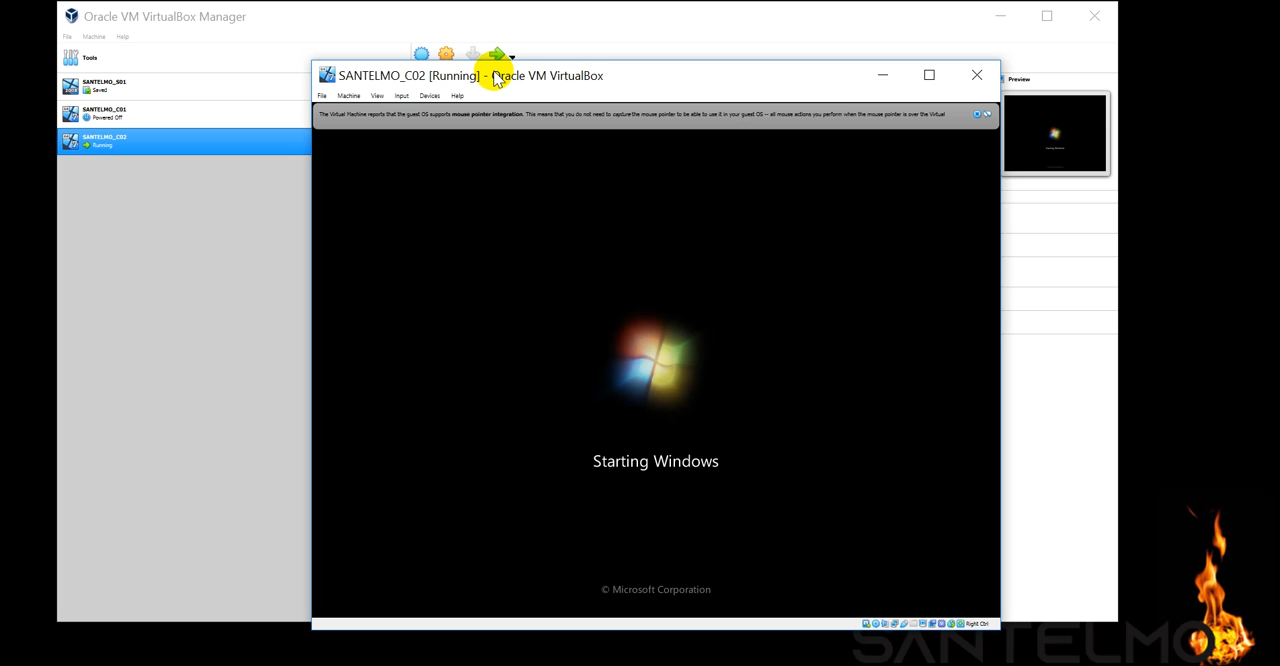 Oracle VM VirtualBox Manager
File Machine Help
Tools
SANTELMO_S01
Saved
SANTELMO_C01
Powered Off
SANTELMO_C02
Running
SANTELMO_C02 [Running] - Oracle VM VirtualBox
File Machine View Input Devices Help
The Virtual Machine reports that the guest OS supports mouse pointer integration. This means that you do not need to capture the mouse pointer to be able to use it in your guest OS -- all mouse actions you perform when the mouse pointer is over the Virtual
Preview
Starting Windows
Starting Windows
© Microsoft Corporation
Right Ctrl
SANTELMO